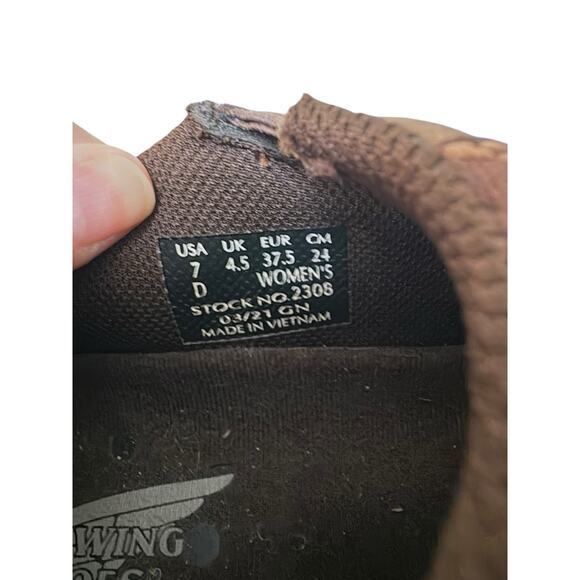 USA UK EUR CM
7 4.5 37.5 24
D WOMEN'S
STOCK NO.2308
03/21 GN
MADE IN VIETNAM
WING